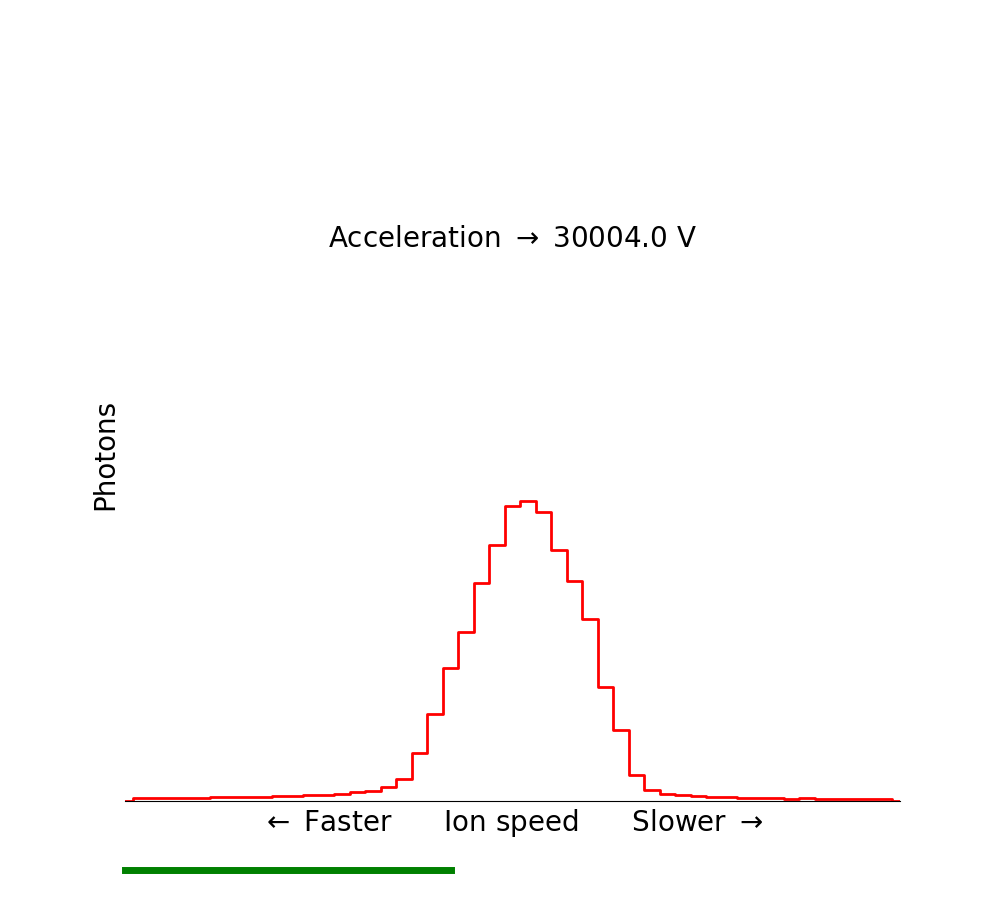 Acceleration → 30004.0 V
Photons
← Faster Ion speed Slower →